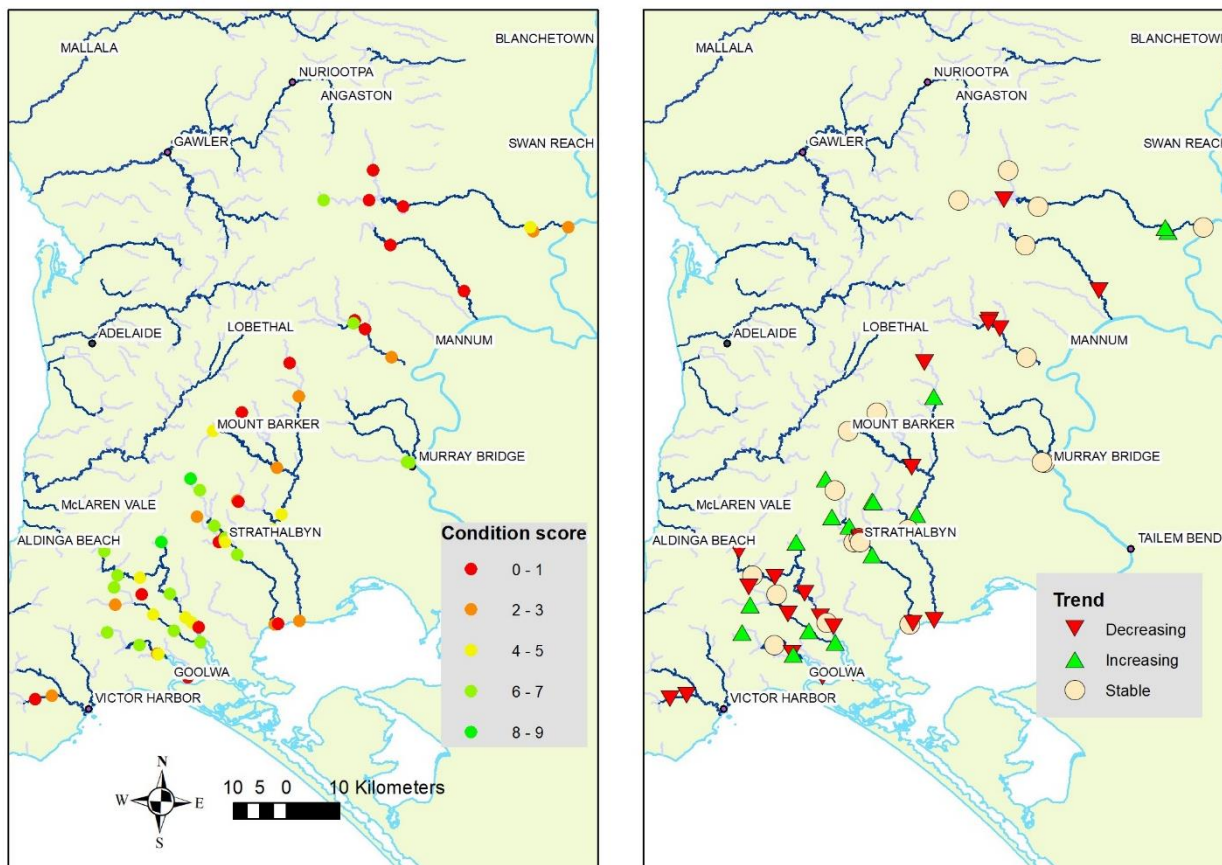 BLANCHETOWN
MALLALA
NURIOOTPA
ANGASTON
SWAN REACH
GAWLER
ADELAIDE
LOBETHAL
MANNUM
MOUNT BARKER
MURRAY BRIDGE
McLAREN VALE
STRATHALBYN
ALDINGA BEACH
GOOLWA
VICTOR HARBOR
Condition score
0 - 1
2 - 3
4 - 5
6 - 7
8 - 9
N
W E
S
10 5 0 10 Kilometers
BLANCHETOWN
MALLALA
NURIOOTPA
ANGASTON
SWAN REACH
GAWLER
ADELAIDE
LOBETHAL
MANNUM
MOUNT BARKER
MURRAY BRIDGE
McLAREN VALE
STRATHALBYN
ALDINGA BEACH
TAILEM BEND
GOOLWA
VICTOR HARBOR
Trend
Decreasing
Increasing
Stable